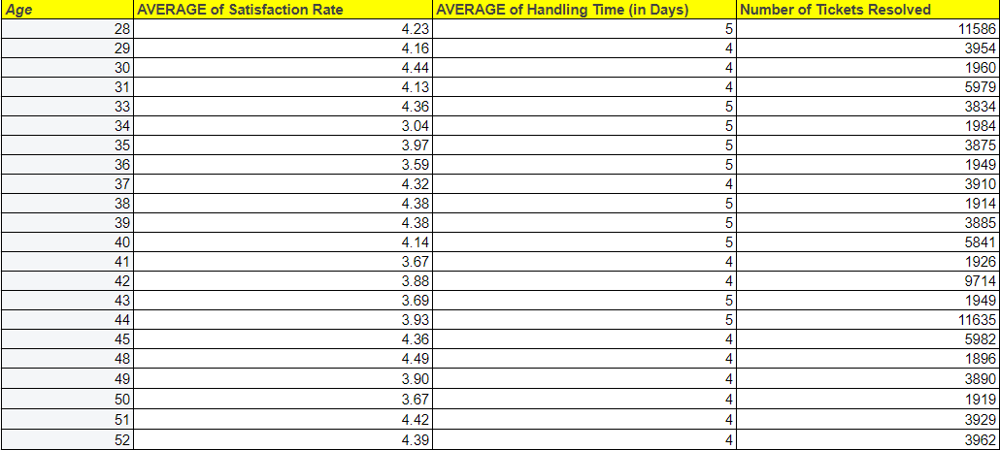 Age AVERAGE of Satisfaction Rate AVERAGE of Handling Time (in Days) Number of Tickets Resolved
28 4.23 5 11586
29 4.16 4 3954
30 4.44 4 1960
31 4.13 4 5979
33 4.36 5 3834
34 3.04 5 1984
35 3.97 5 3875
36 3.59 5 1949
37 4.32 4 3910
38 4.38 5 1914
39 4.38 5 3885
40 4.14 5 5841
41 3.67 4 1926
42 3.88 4 9714
43 3.69 5 1949
44 3.93 5 11635
45 4.36 4 5982
48 4.49 4 1896
49 3.90 4 3890
50 3.67 4 1919
51 4.42 4 3929
52 4.39 4 3962